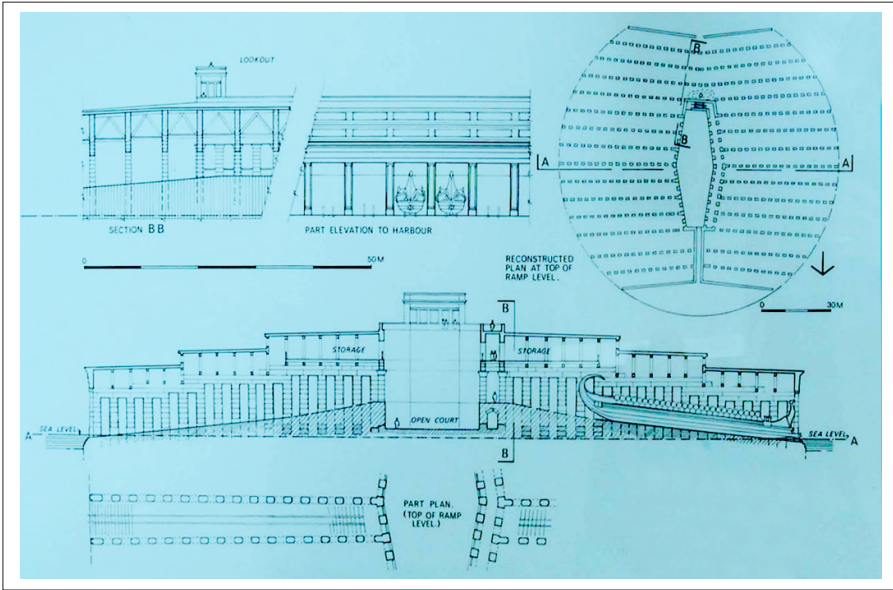 LOOKOUT
SECTION BB
PART ELEVATION TO HARBOUR
0
50M
B
B
A
A
RECONSTRUCTED
PLAN AT TOP OF
RAMP LEVEL.
0
30M
B
STORAGE
STORAGE
OPEN COURT
SEA LEVEL
SEA LEVEL
A
A
B
PART PLAN.
(TOP OF RAMP
LEVEL.)